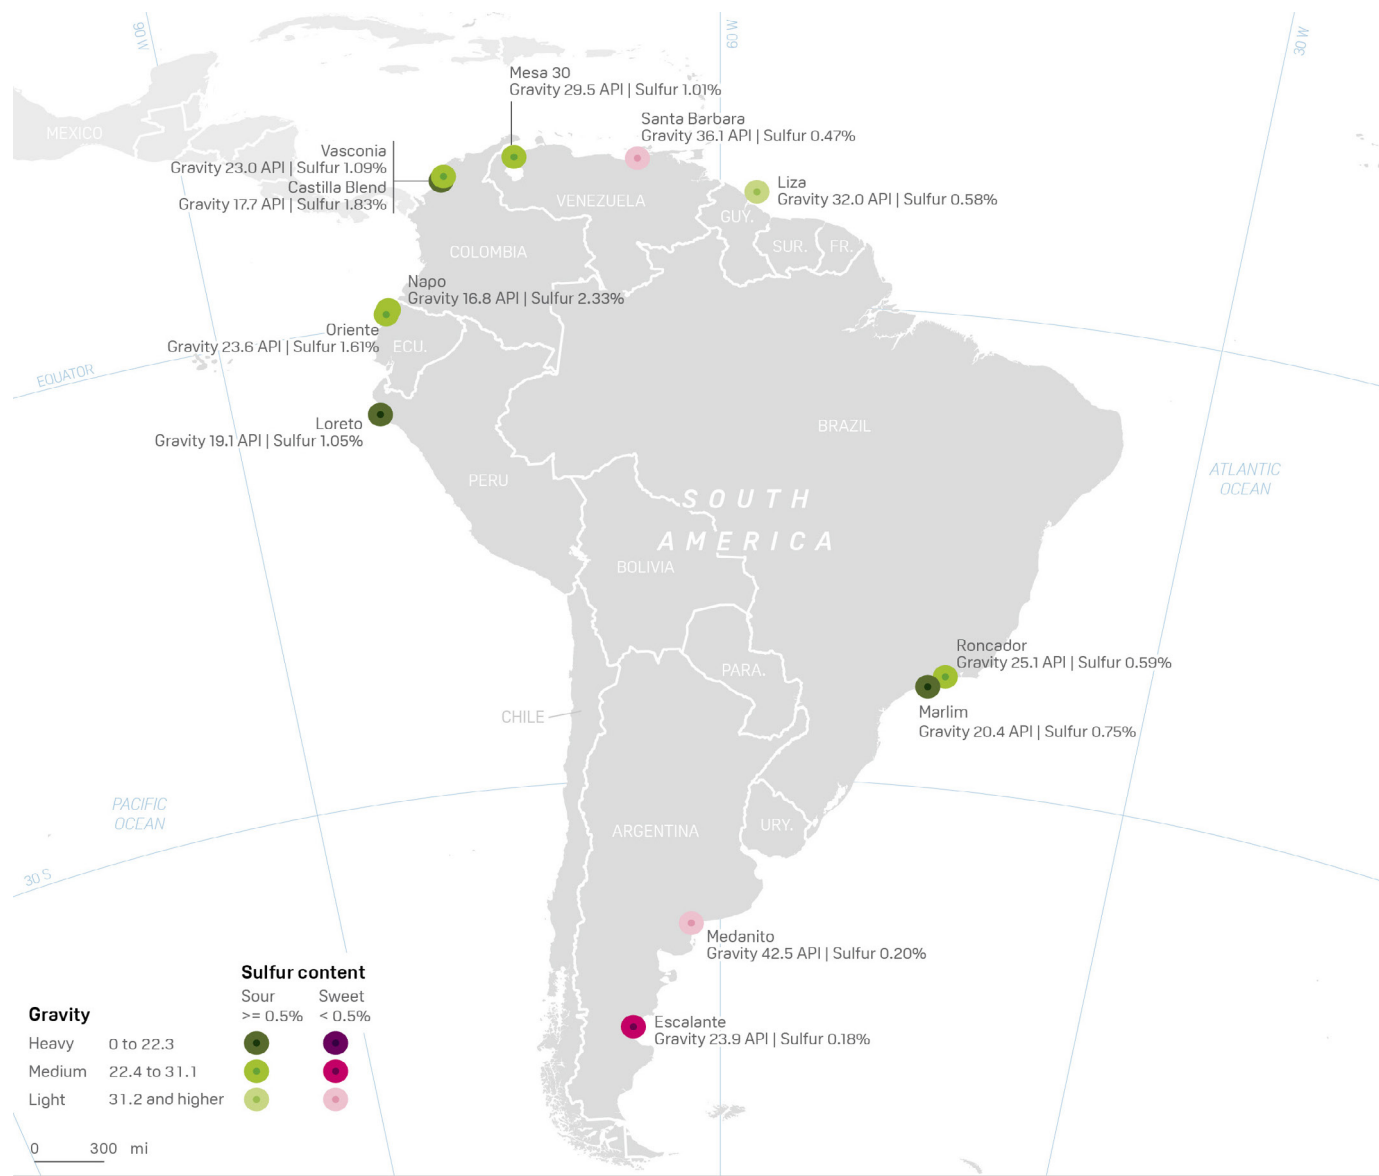 90 W
60 W
30 W
Mesa 30
Gravity 29.5 API | Sulfur 1.01%
MEXICO
Santa Barbara
Gravity 36.1 API | Sulfur 0.47%
Vasconia
Gravity 23.0 API | Sulfur 1.09%
Castilla Blend
Gravity 17.7 API | Sulfur 1.83%
Liza
Gravity 32.0 API | Sulfur 0.58%
VENEZUELA
GUY.
SUR.
FR.
COLOMBIA
Napo
Gravity 16.8 API | Sulfur 2.33%
Oriente
Gravity 23.6 API | Sulfur 1.61%
ECU.
EQUATOR
Loreto
Gravity 19.1 API | Sulfur 1.05%
BRAZIL
PERU
ATLANTIC
OCEAN
SOUTH
AMERICA
BOLIVIA
Roncador
Gravity 25.1 API | Sulfur 0.59%
PARA.
Marlim
Gravity 20.4 API | Sulfur 0.75%
CHILE
PACIFIC
OCEAN
ARGENTINA
URY.
30 S
Medanito
Gravity 42.5 API | Sulfur 0.20%
Escalante
Gravity 23.9 API | Sulfur 0.18%
Sulfur content
Sour
>= 0.5%
Sweet
< 0.5%
Gravity
Heavy 0 to 22.3
Medium 22.4 to 31.1
Light 31.2 and higher
0 300 mi